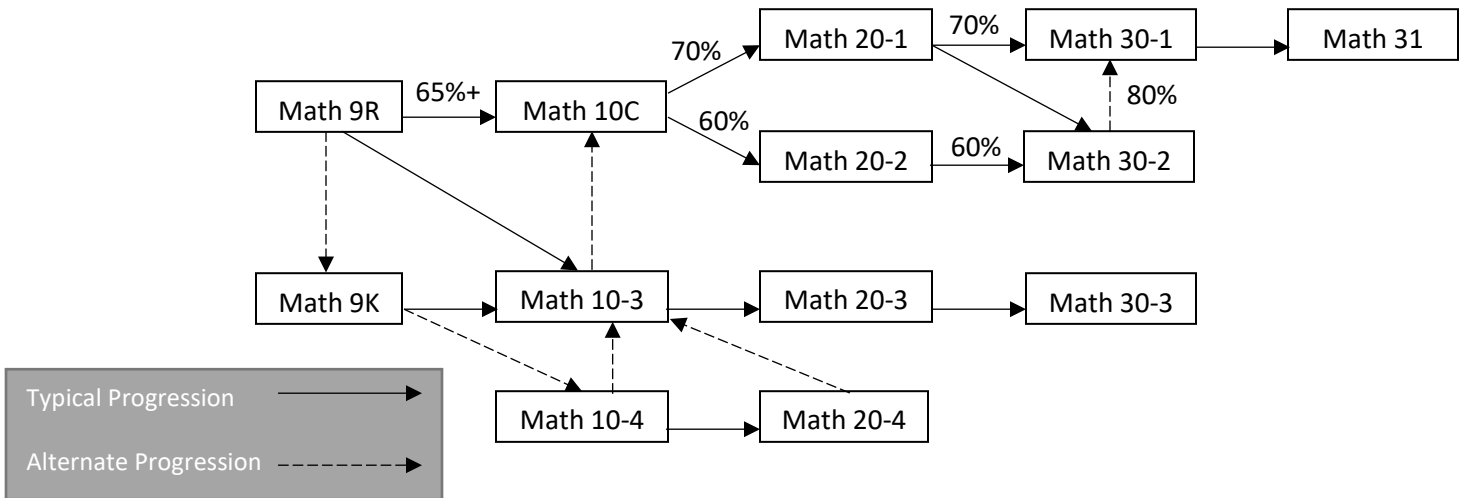 Math 20-1
70%
Math 30-1
Math 31
70%
Math 9R
65%+
Math 10C
80%
60%
Math 20-2
60%
Math 30-2
Math 9K
Math 10-3
Math 20-3
Math 30-3
Math 10-4
Math 20-4
Typical Progression
Alternate Progression